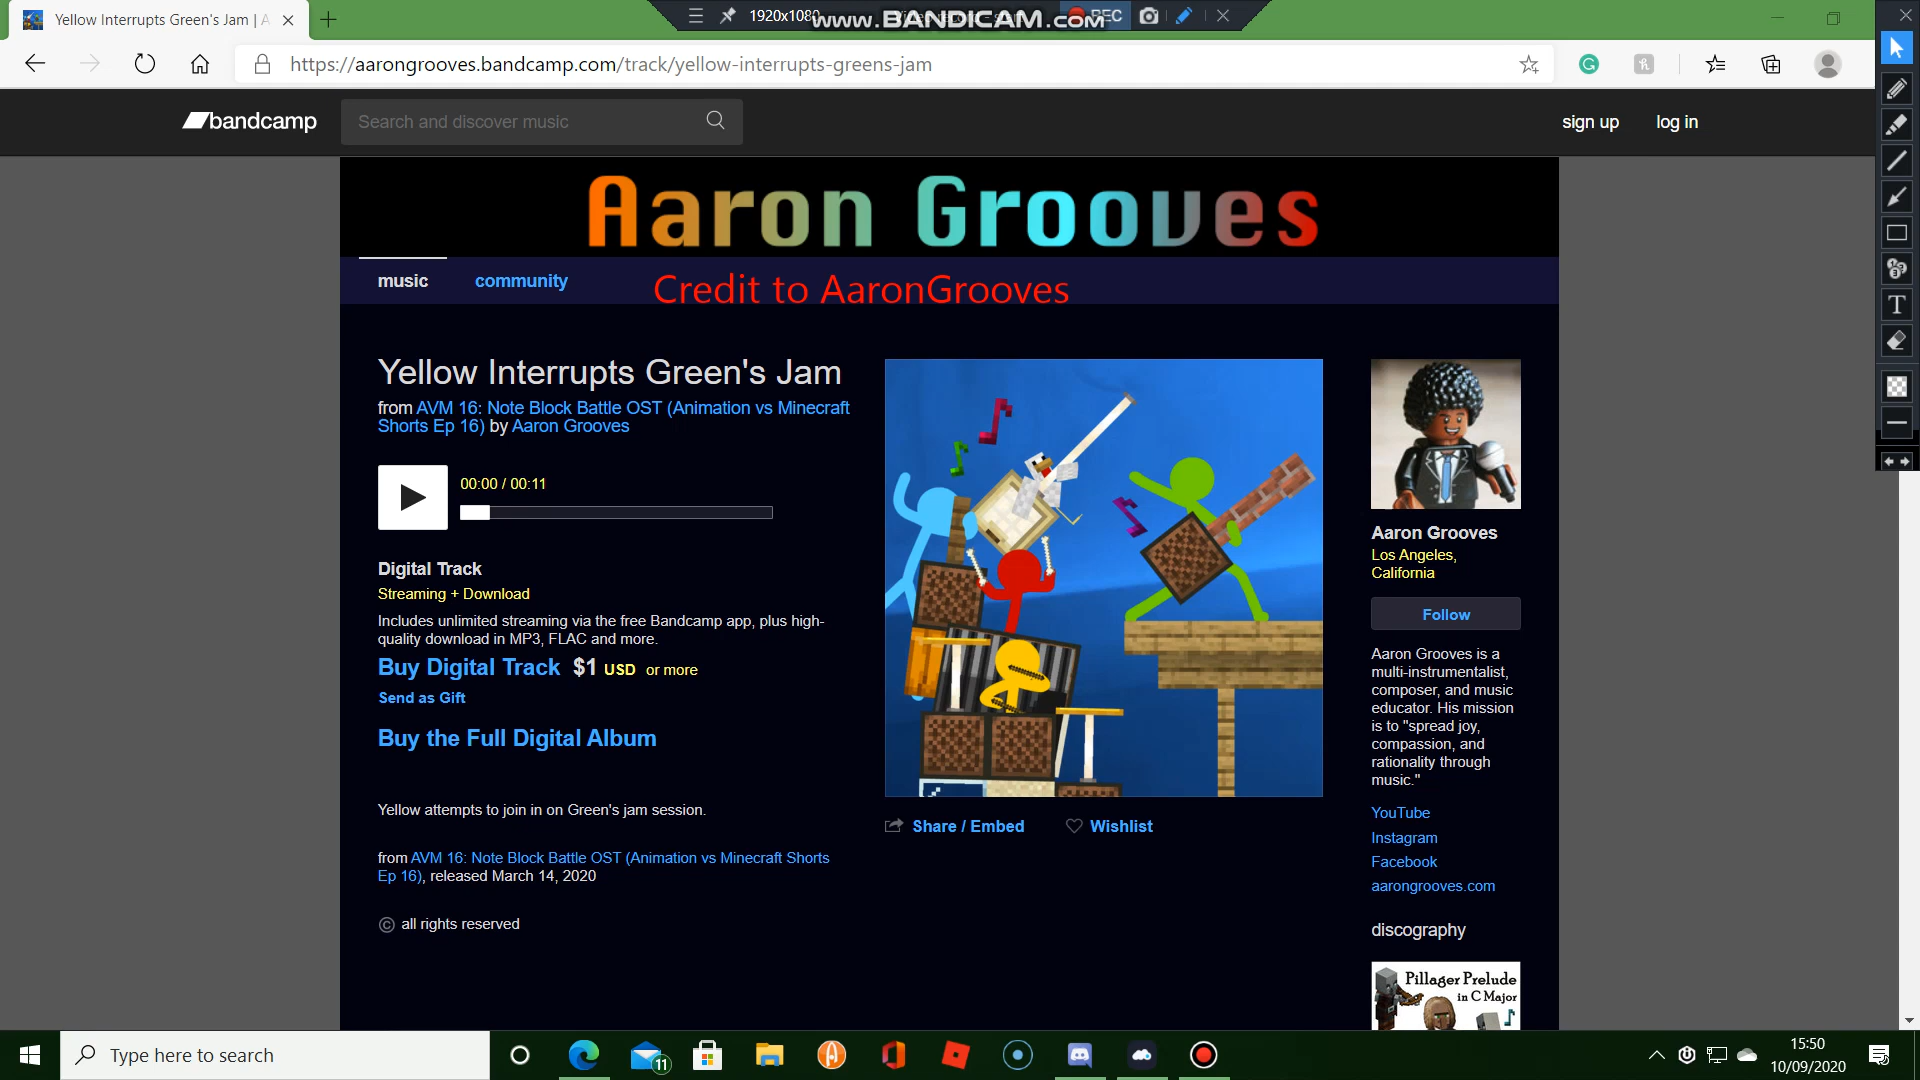 Yellow Interrupts Green's Jam | A
1920x1080
www.BANDICAM.com
REC
https://aarongrooves.bandcamp.com/track/yellow-interrupts-greens-jam
bandcamp
Search and discover music
sign up
log in
Aaron Grooves
music
community
Credit to AaronGrooves
Yellow Interrupts Green's Jam
from AVM 16: Note Block Battle OST (Animation vs Minecraft
Shorts Ep 16) by Aaron Grooves
00:00 / 00:11
Digital Track
Streaming + Download
Includes unlimited streaming via the free Bandcamp app, plus high-
quality download in MP3, FLAC and more.
Buy Digital Track $1 USD or more
Send as Gift
Buy the Full Digital Album
Yellow attempts to join in on Green's jam session.
from AVM 16: Note Block Battle OST (Animation vs Minecraft Shorts
Ep 16), released March 14, 2020
© all rights reserved
Share / Embed
Wishlist
Aaron Grooves
Los Angeles,
California
Follow
Aaron Grooves is a
multi-instrumentalist,
composer, and music
educator. His mission
is to "spread joy,
compassion, and
rationality through
music."
YouTube
Instagram
Facebook
aarongrooves.com
discography
Pillager Prelude
in C Major
Type here to search
11
15:50
10/09/2020